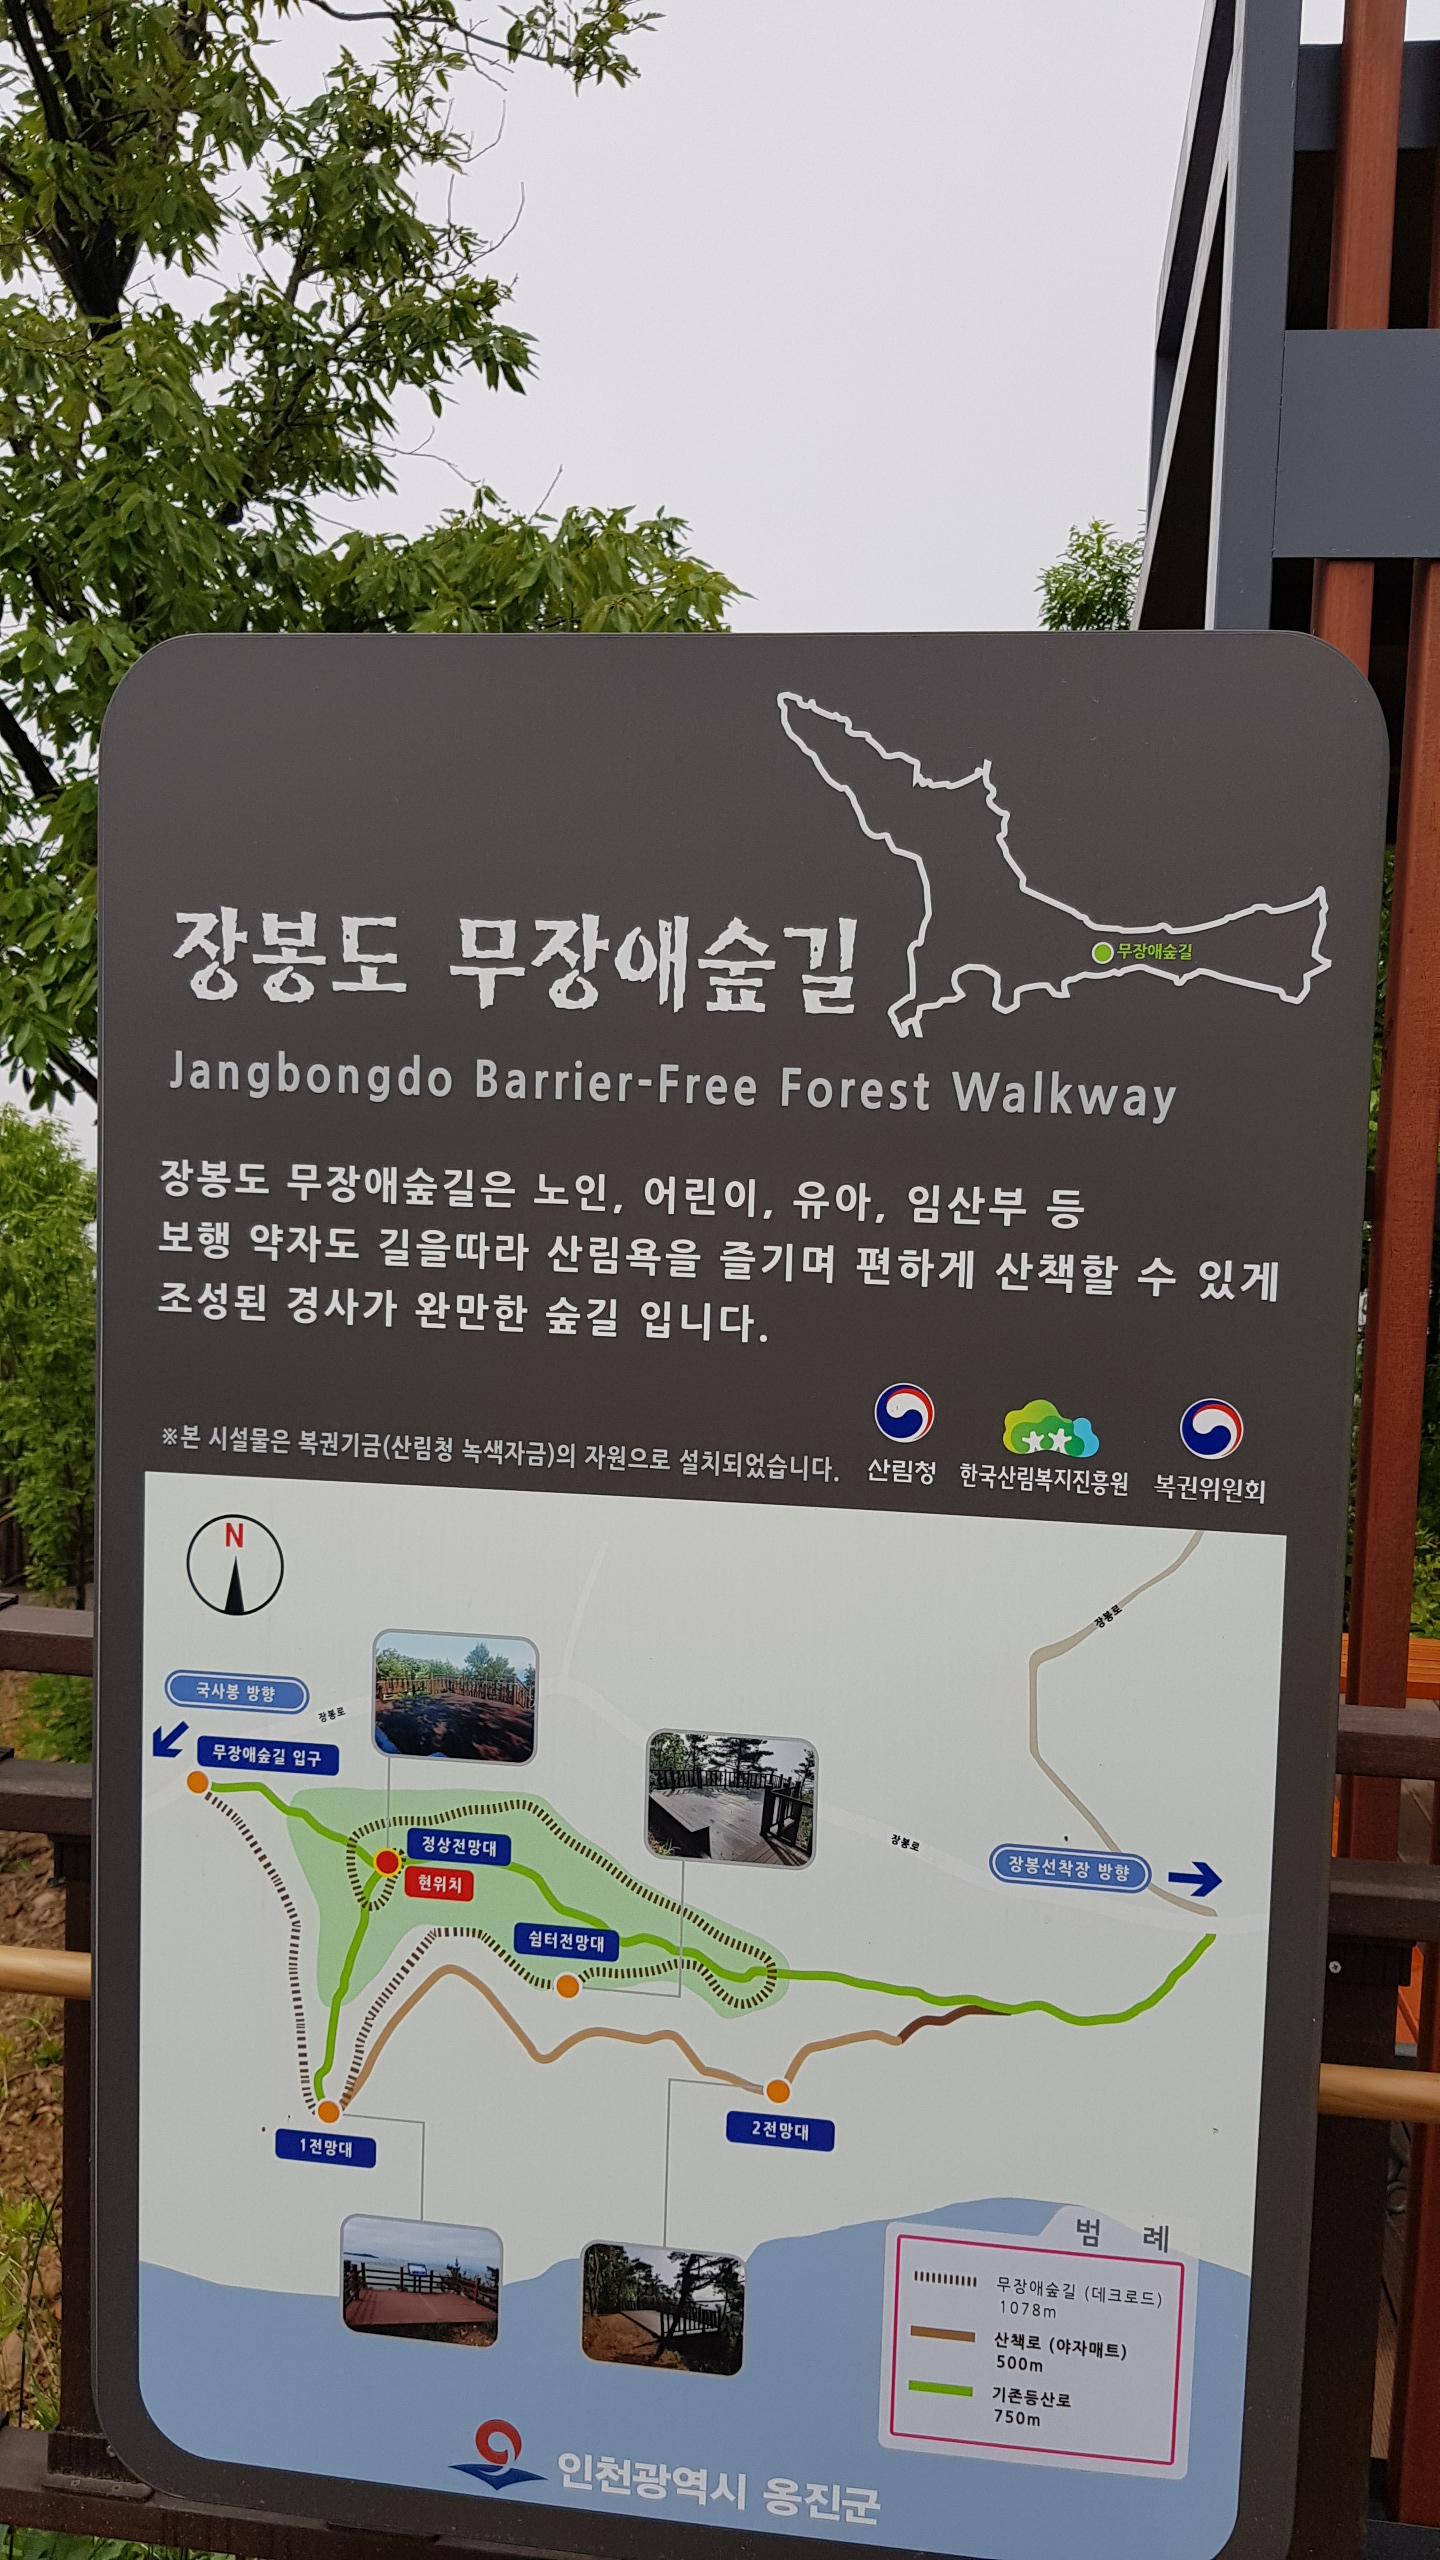 무장애숲길
장봉도 무장애숲길
Jangbongdo Barrier-Free Forest Walkway
장봉도 무장애숲길은 노인, 어린이, 유아, 임산부 등
보행 약자도 길을따라 산림욕을 즐기며 편하게 산책할 수 있게
조성된 경사가 완만한 숲길 입니다.
※본 시설물은 복권기금(산림청 녹색자금)의 자원으로 설치되었습니다.
산림청 한국산림복지진흥원 복권위원회
N
장봉로
국사봉 방향
장봉로
무장애숲길 입구
정상전망대
현위치
장봉로
장봉선착장 방향
쉼터전망대
1전망대
2전망대
범 례
무장애숲길 (데크로드)
1078m
산책로 (야자매트)
500m
기존등산로
750m
인천광역시 옹진군